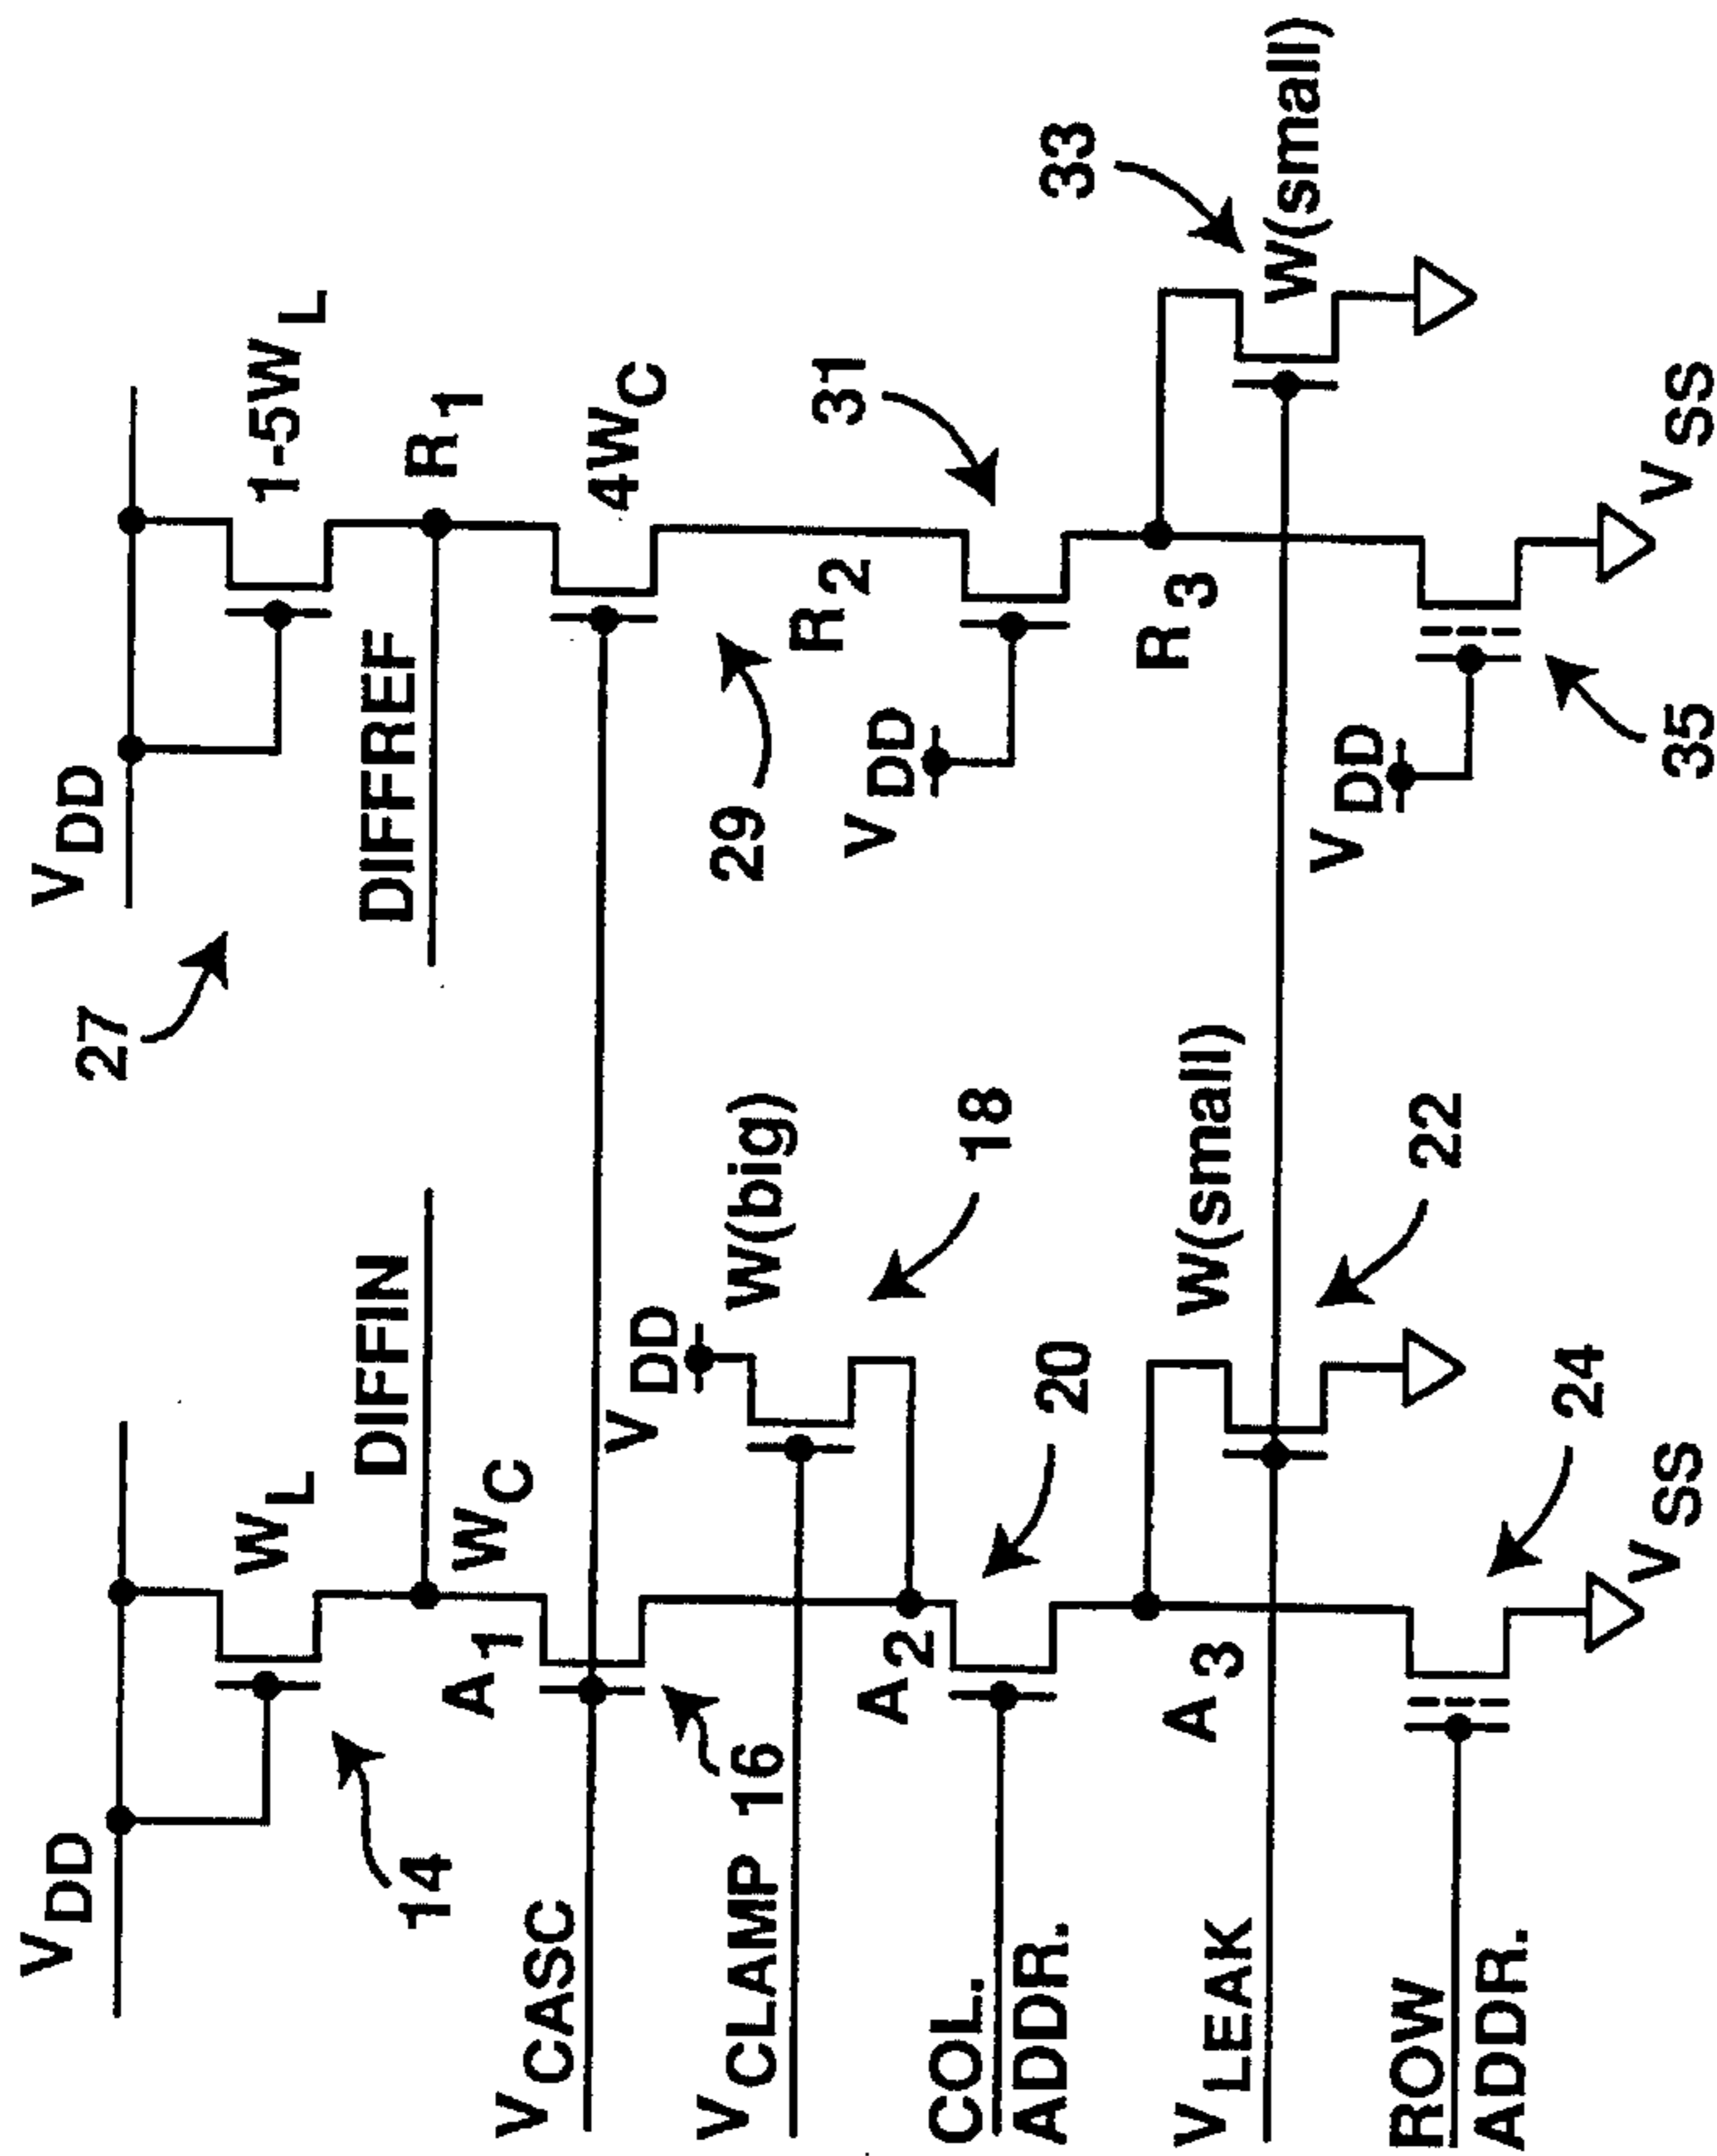 VDD
WL
14
DIFFIN
A1
WC
VCASC
16
VDD
W(big)
VCLAMP
18
A2
20
COL.
ADDR.
W(small)
A3
22
VLEAK
24
ROW
ADDR.
VSS
27
VDD
1-5WL
DIFFREF
R1
4WC
29
R2
31
VDD
R3
33
W(small)
VDD
35
VSS